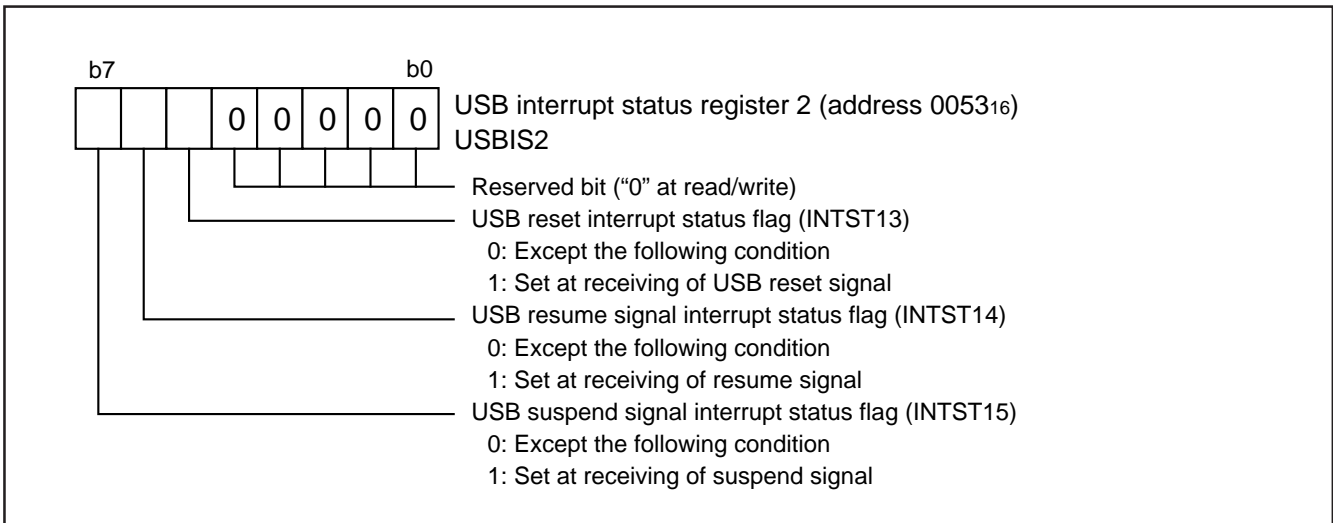 b7 b0
0 0 0 0 0
USB interrupt status register 2 (address 005316)
USBIS2
Reserved bit (“0” at read/write)
USB reset interrupt status flag (INTST13)
0: Except the following condition
1: Set at receiving of USB reset signal
USB resume signal interrupt status flag (INTST14)
0: Except the following condition
1: Set at receiving of resume signal
USB suspend signal interrupt status flag (INTST15)
0: Except the following condition
1: Set at receiving of suspend signal